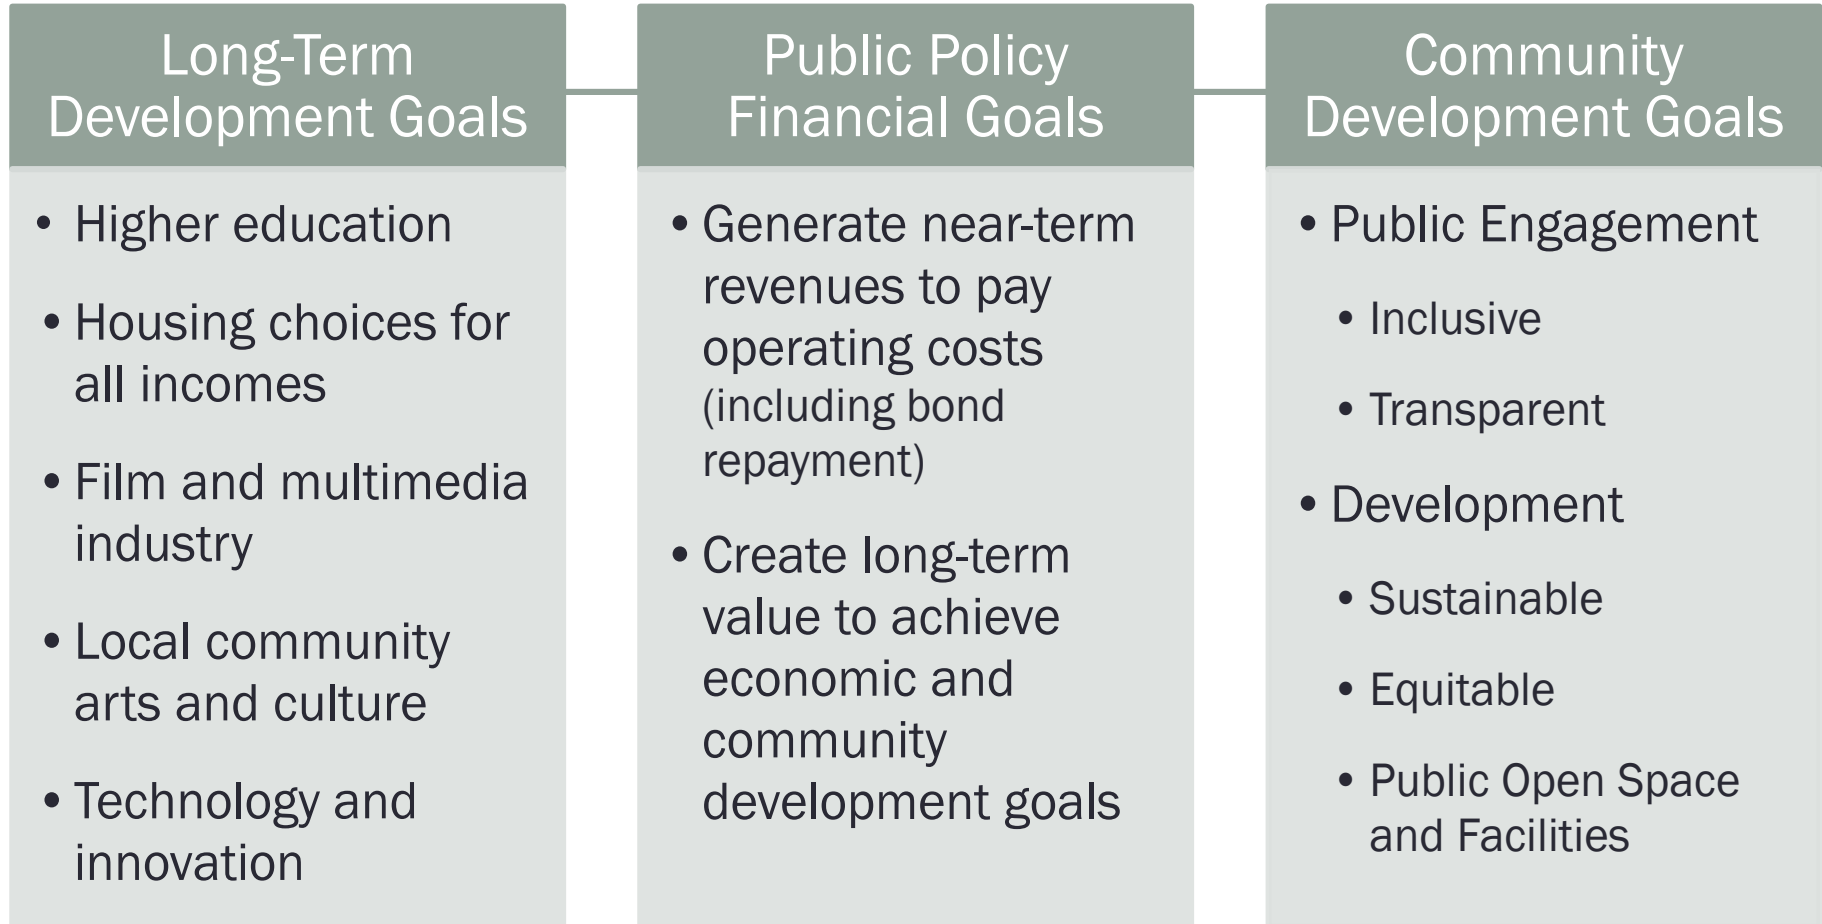 Long-Term
Development Goals
• Higher education
• Housing choices for
all incomes
• Film and multimedia
industry
• Local community
arts and culture
• Technology and
innovation
Public Policy
Financial Goals
• Generate near-term
revenues to pay
operating costs
(including bond
repayment)
• Create long-term
value to achieve
economic and
community
development goals
Community
Development Goals
• Public Engagement
• Inclusive
• Transparent
• Development
• Sustainable
• Equitable
• Public Open Space
and Facilities